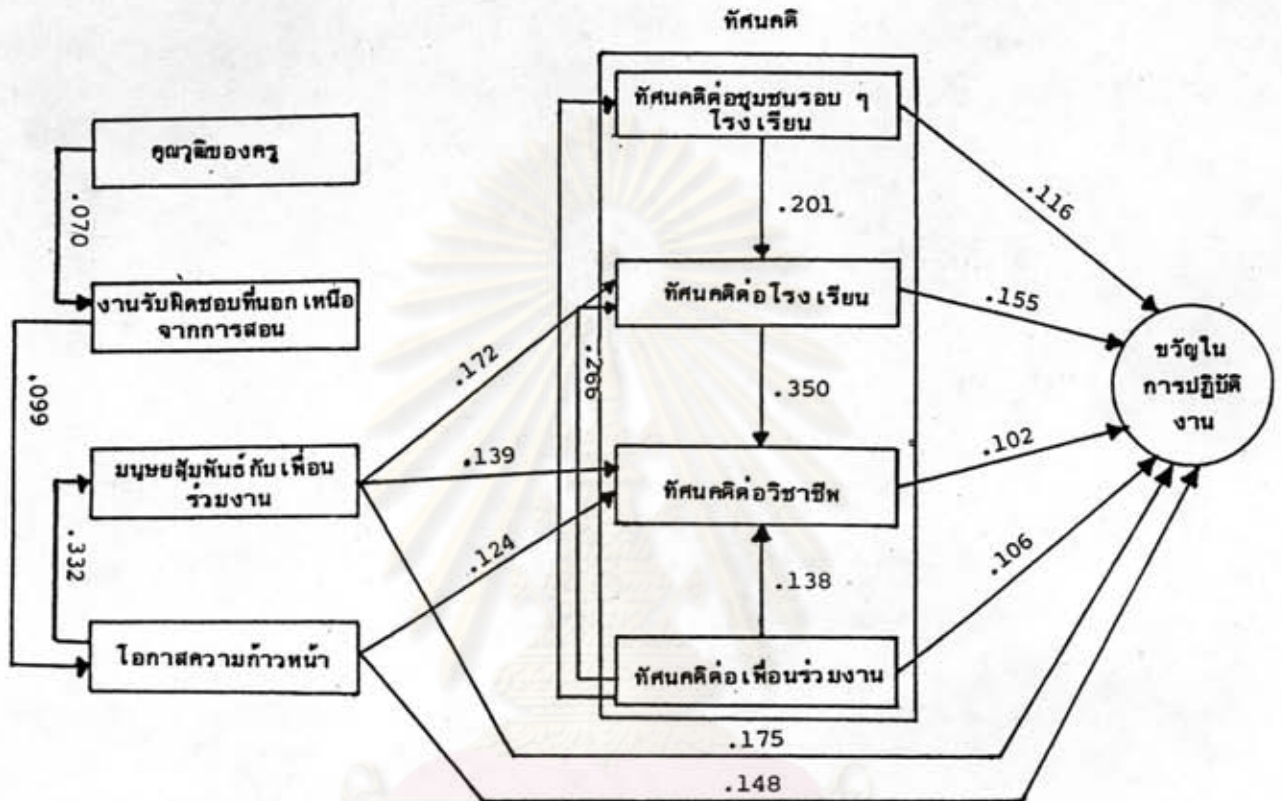 ทัศนคติ
ทัศนคติต่อชุมชนรอบ ๆ
โรงเรียน
คุณวุฒิของครู
.116
.070
.201
งานรับผิดชอบที่นอกเหนือ
จากการสอน
ทัศนคติต่อโรงเรียน
.155
.172
.266
ขวัญใน
การปฏิบัติ
งาน
.099
.350
มนุษยสัมพันธ์กับเพื่อน
ร่วมงาน
.139
.102
ทัศนคติต่อวิชาชีพ
.332
.124
.138
.106
โอกาสความก้าวหน้า
ทัศนคติต่อเพื่อนร่วมงาน
.175
.148